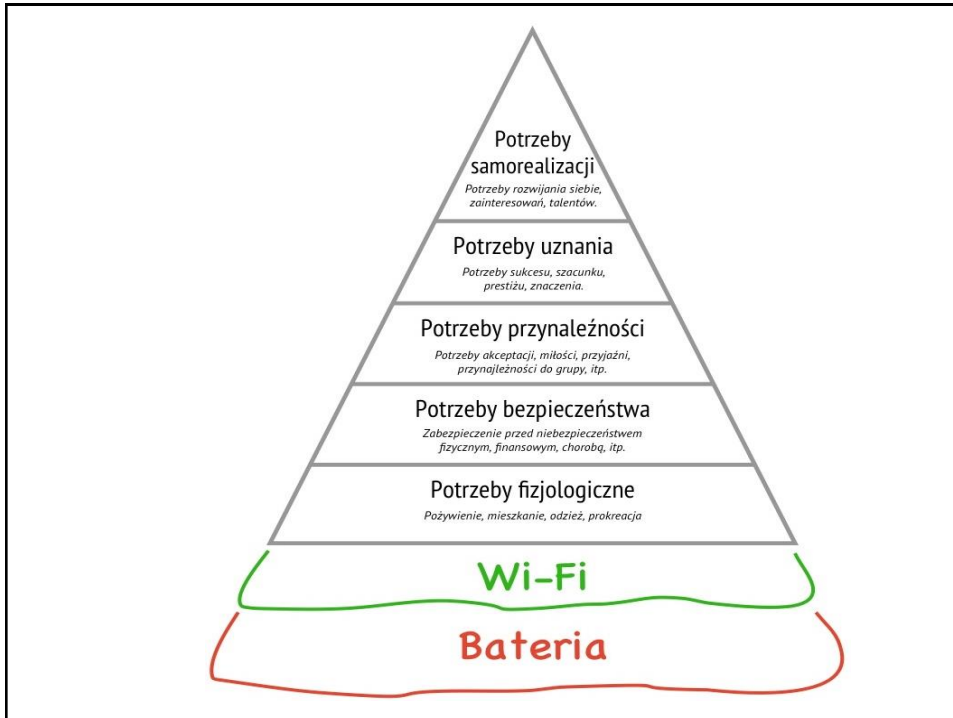 Potrzeby
samorealizacji
Potrzeby rozwijania siebie,
zainteresowań, talentów.
Potrzeby uznania
Potrzeby sukcesu, szacunku,
prestiżu, znaczenia.
Potrzeby przynależności
Potrzeby akceptacji, miłości, przyjaźni,
przynajleżności do grupy, itp.
Potrzeby bezpieczeństwa
Zabezpieczenie przed niebezpieczeństwem
fizycznym, finansowym, chorobą, itp.
Potrzeby fizjologiczne
Pożywienie, mieszkanie, odzież, prokreacja
Wi-Fi
Bateria